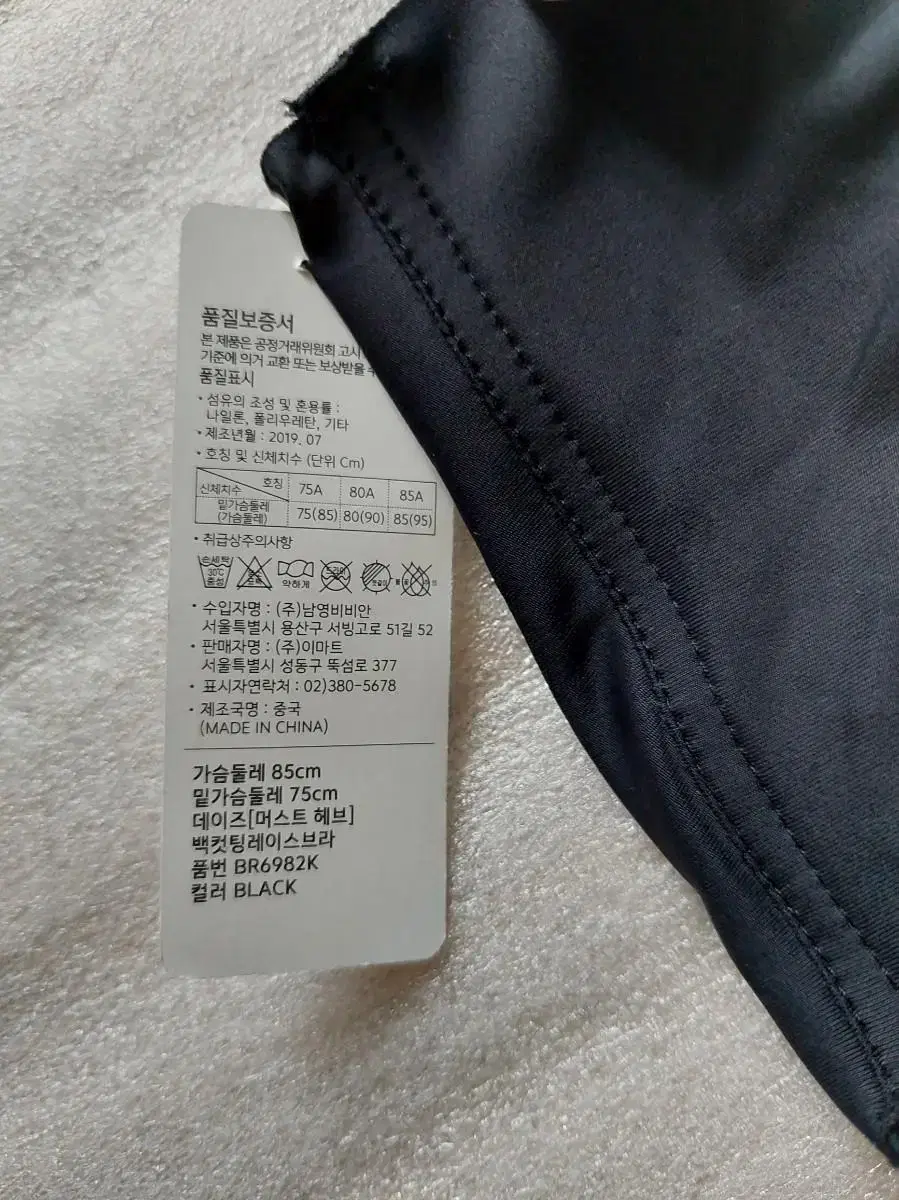 품질보증서
본 제품은 공정거래위원회 고시
기준에 의거 교환 또는 보상받을 수
품질표시
• 섬유의 조성 및 혼용률 :
나일론, 폴리우레탄, 기타
• 제조년월 : 2019. 07
• 호칭 및 신체치수 (단위 Cm)
신체치수 호칭 75A 80A 85A
밑가슴둘레
(가슴둘레) 75(85) 80(90) 85(95)
• 취급상주의사항
손세탁 30℃ 중성 약하게 드라이
• 수입자명 : (주)남영비비안
서울특별시 용산구 서빙고로 51길 52
• 판매자명 : (주)이마트
서울특별시 성동구 뚝섬로 377
• 표시자연락처 : 02)380-5678
• 제조국명 : 중국
(MADE IN CHINA)
가슴둘레 85cm
밑가슴둘레 75cm
데이즈[머스트 헤브]
백컷팅레이스브라
품번 BR6982K
컬러 BLACK